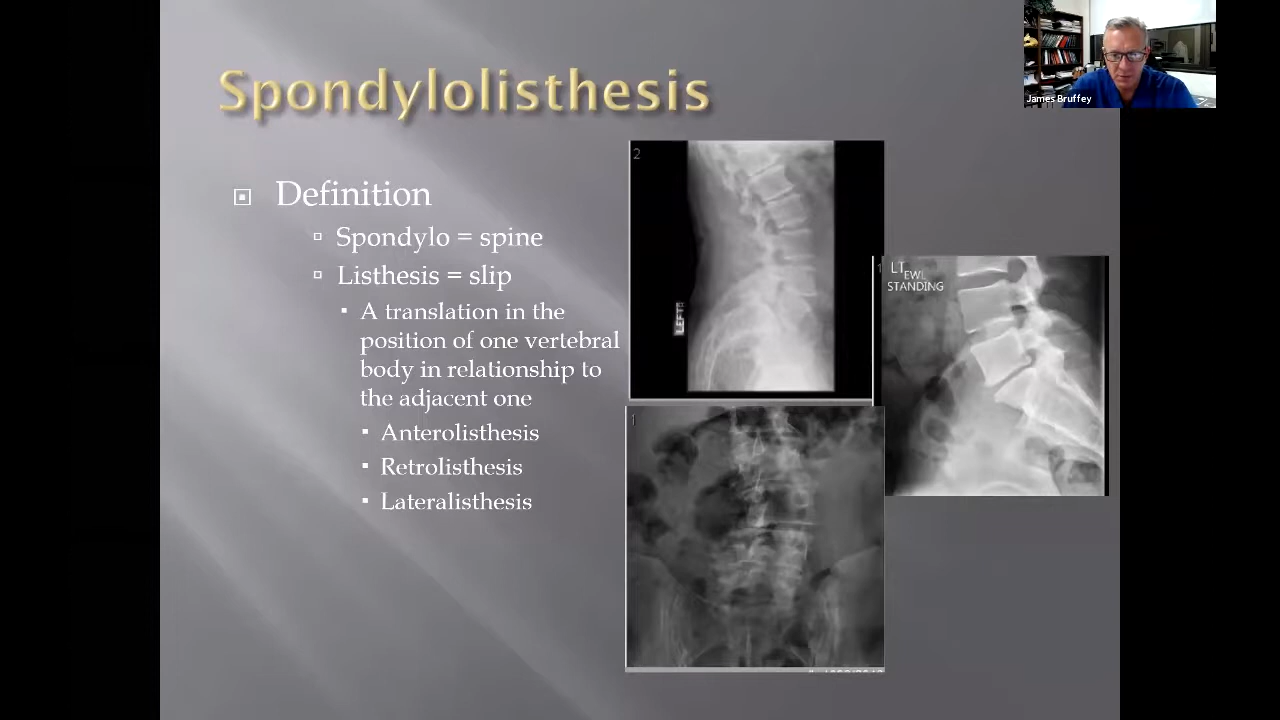 Spondylolisthesis
James Bruffey
Definition
Spondylo = spine
Listhesis = slip
A translation in the
position of one vertebral
body in relationship to
the adjacent one
Anterolisthesis
Retrolisthesis
Lateralisthesis
2
LEFT
1
LT
EWL
STANDING
1